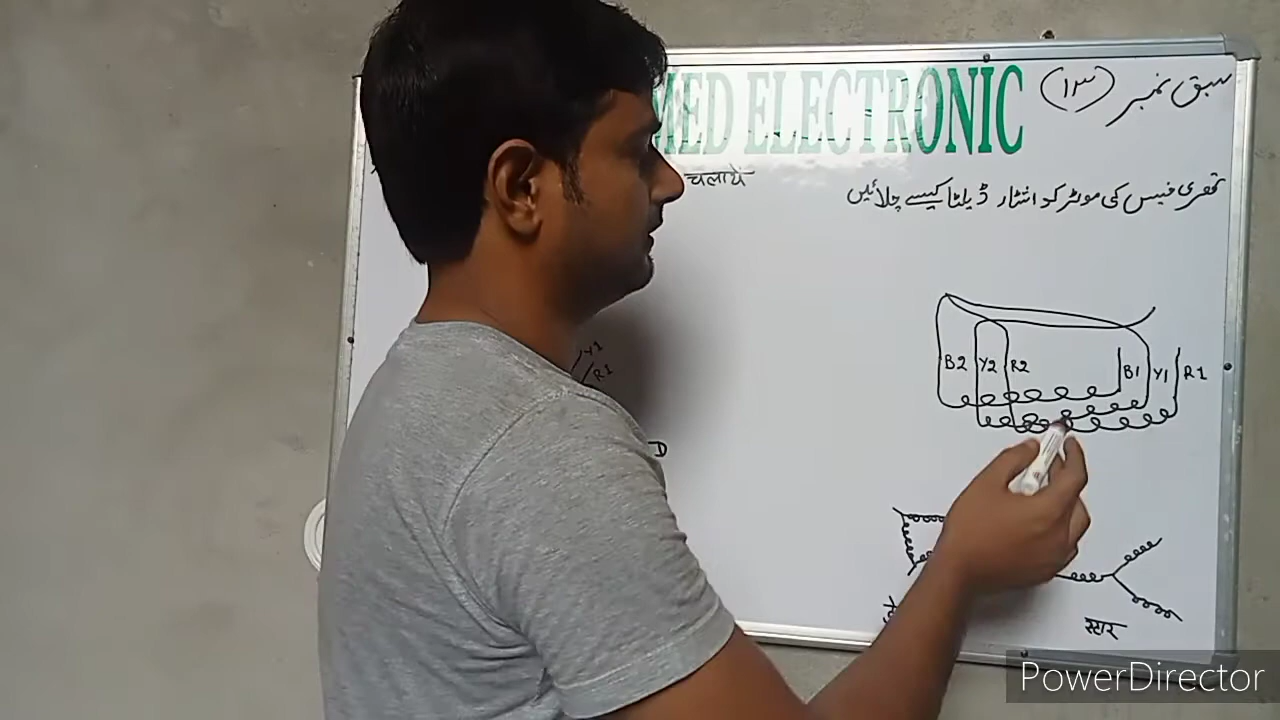 MED ELECTRONIC
سبق نمبر (۱۳)
चलायें
تھری فیس کی موٹر کو اسٹار ڈیلٹا کیسے چلائیں
B2 Y2 R2 B1 Y1 R1
Y1
R1
D
स्टार
PowerDirector